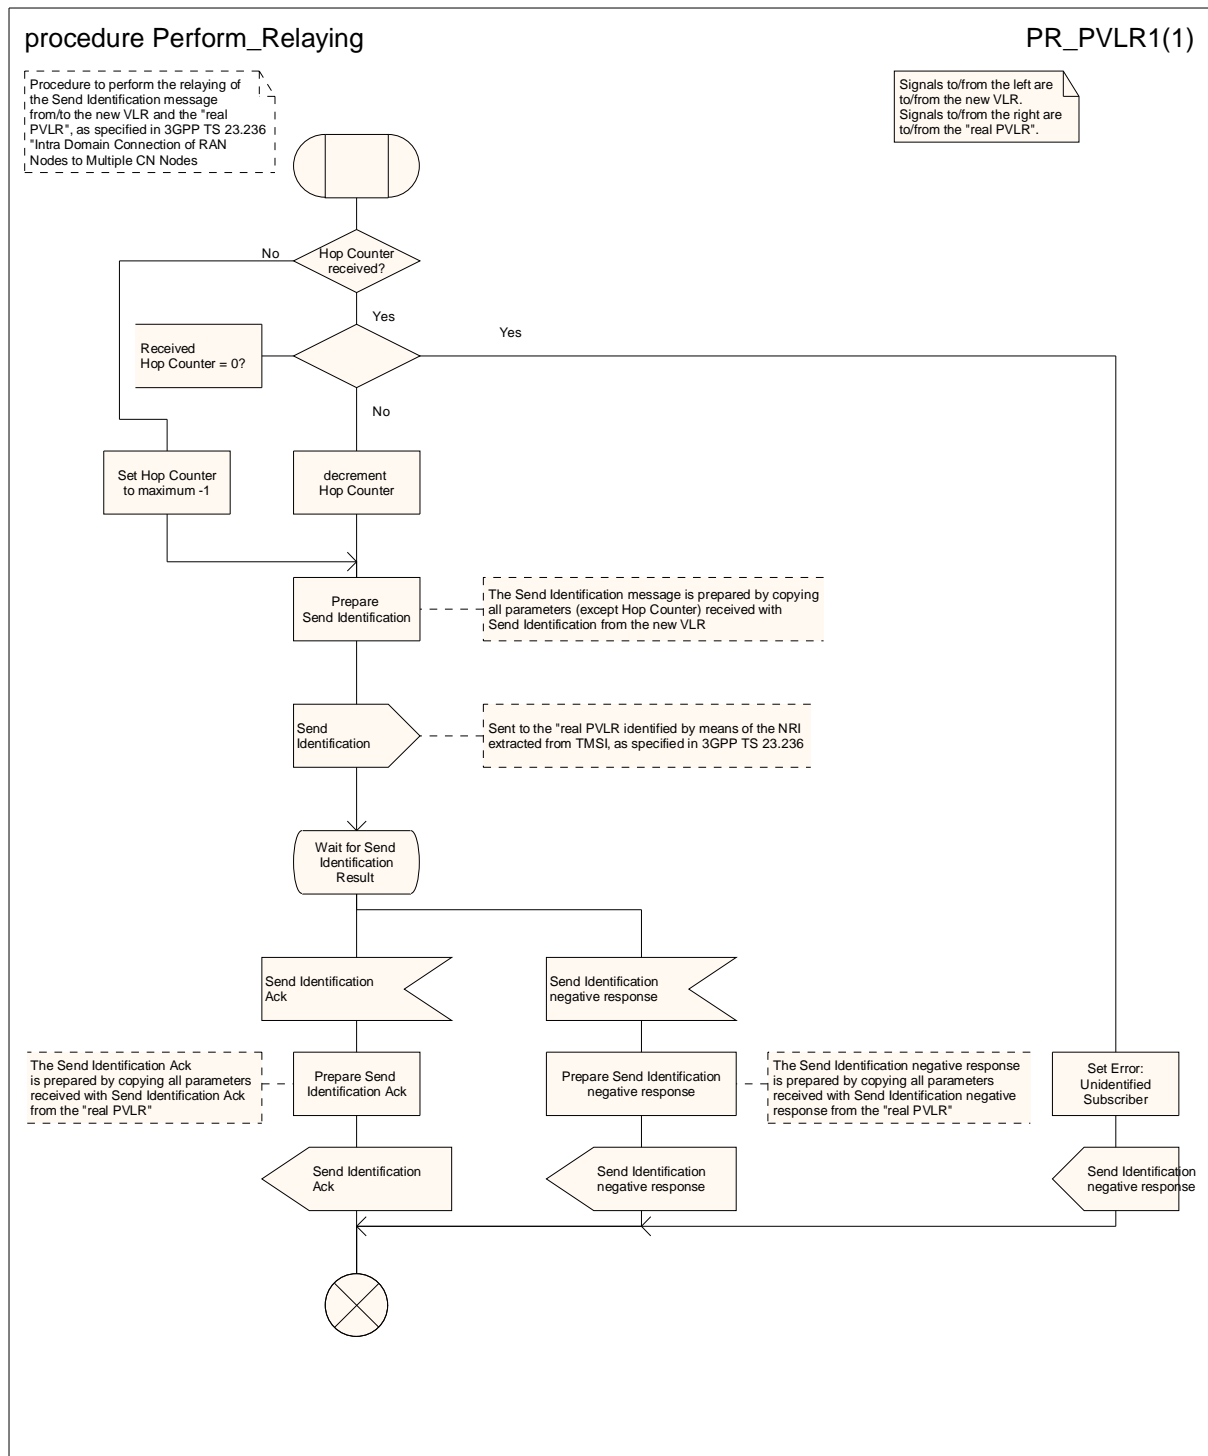 procedure Perform_Relaying
PR_PVLR1(1)
Procedure to perform the relaying of
the Send Identification message
from/to the new VLR and the "real
PVLR", as specified in 3GPP TS 23.236
"Intra Domain Connection of RAN
Nodes to Multiple CN Nodes
Signals to/from the left are
to/from the new VLR.
Signals to/from the right are
to/from the "real PVLR".
No
Hop Counter
received?
Yes
Yes
Received
Hop Counter = 0?
No
Set Hop Counter
to maximum -1
decrement
Hop Counter
Prepare
Send Identification
The Send Identification message is prepared by copying
all parameters (except Hop Counter) received with
Send Identification from the new VLR
Send
Identification
Sent to the "real PVLR identified by means of the NRI
extracted from TMSI, as specified in 3GPP TS 23.236
Wait for Send
Identification
Result
Send Identification
Ack
Send Identification
negative response
The Send Identification Ack
is prepared by copying all parameters
received with Send Identification Ack
from the "real PVLR"
Prepare Send
Identification Ack
Prepare Send Identification
negative response
The Send Identification negative response
is prepared by copying all parameters
received with Send Identification negative
response from the "real PVLR"
Set Error:
Unidentified
Subscriber
Send Identification
Ack
Send Identification
negative response
Send Identification
negative response